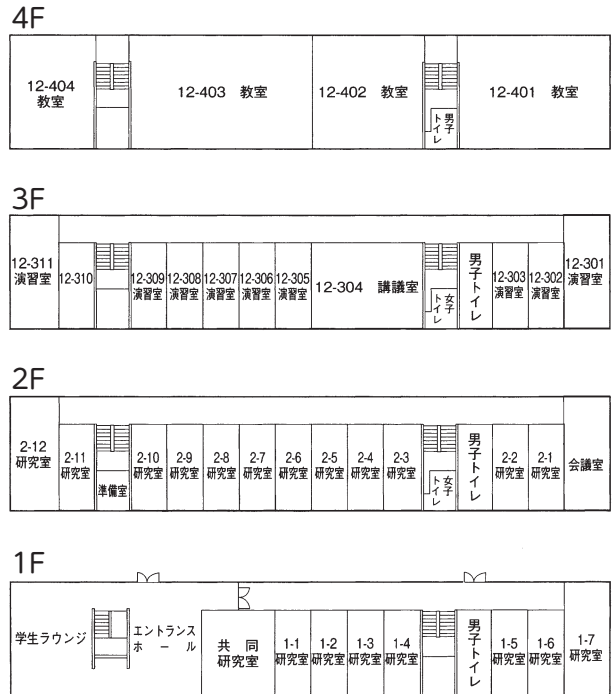 4F
12-404
教室
12-403 教室
12-402 教室
男子
トイレ
12-401 教室
3F
12-311
演習室
12-310
12-309
演習室
12-308
演習室
12-307
演習室
12-306
演習室
12-305
演習室
12-304 講議室
女子
トイレ
男子トイレ
12-303
演習室
12-302
演習室
12-301
演習室
2F
2-12
研究室
2-11
研究室
準備室
2-10
研究室
2-9
研究室
2-8
研究室
2-7
研究室
2-6
研究室
2-5
研究室
2-4
研究室
2-3
研究室
女子
トイレ
男子トイレ
2-2
研究室
2-1
研究室
会議室
1F
学生ラウンジ
エントランス
ホール
共同
研究室
1-1
研究室
1-2
研究室
1-3
研究室
1-4
研究室
男子トイレ
1-5
研究室
1-6
研究室
1-7
研究室